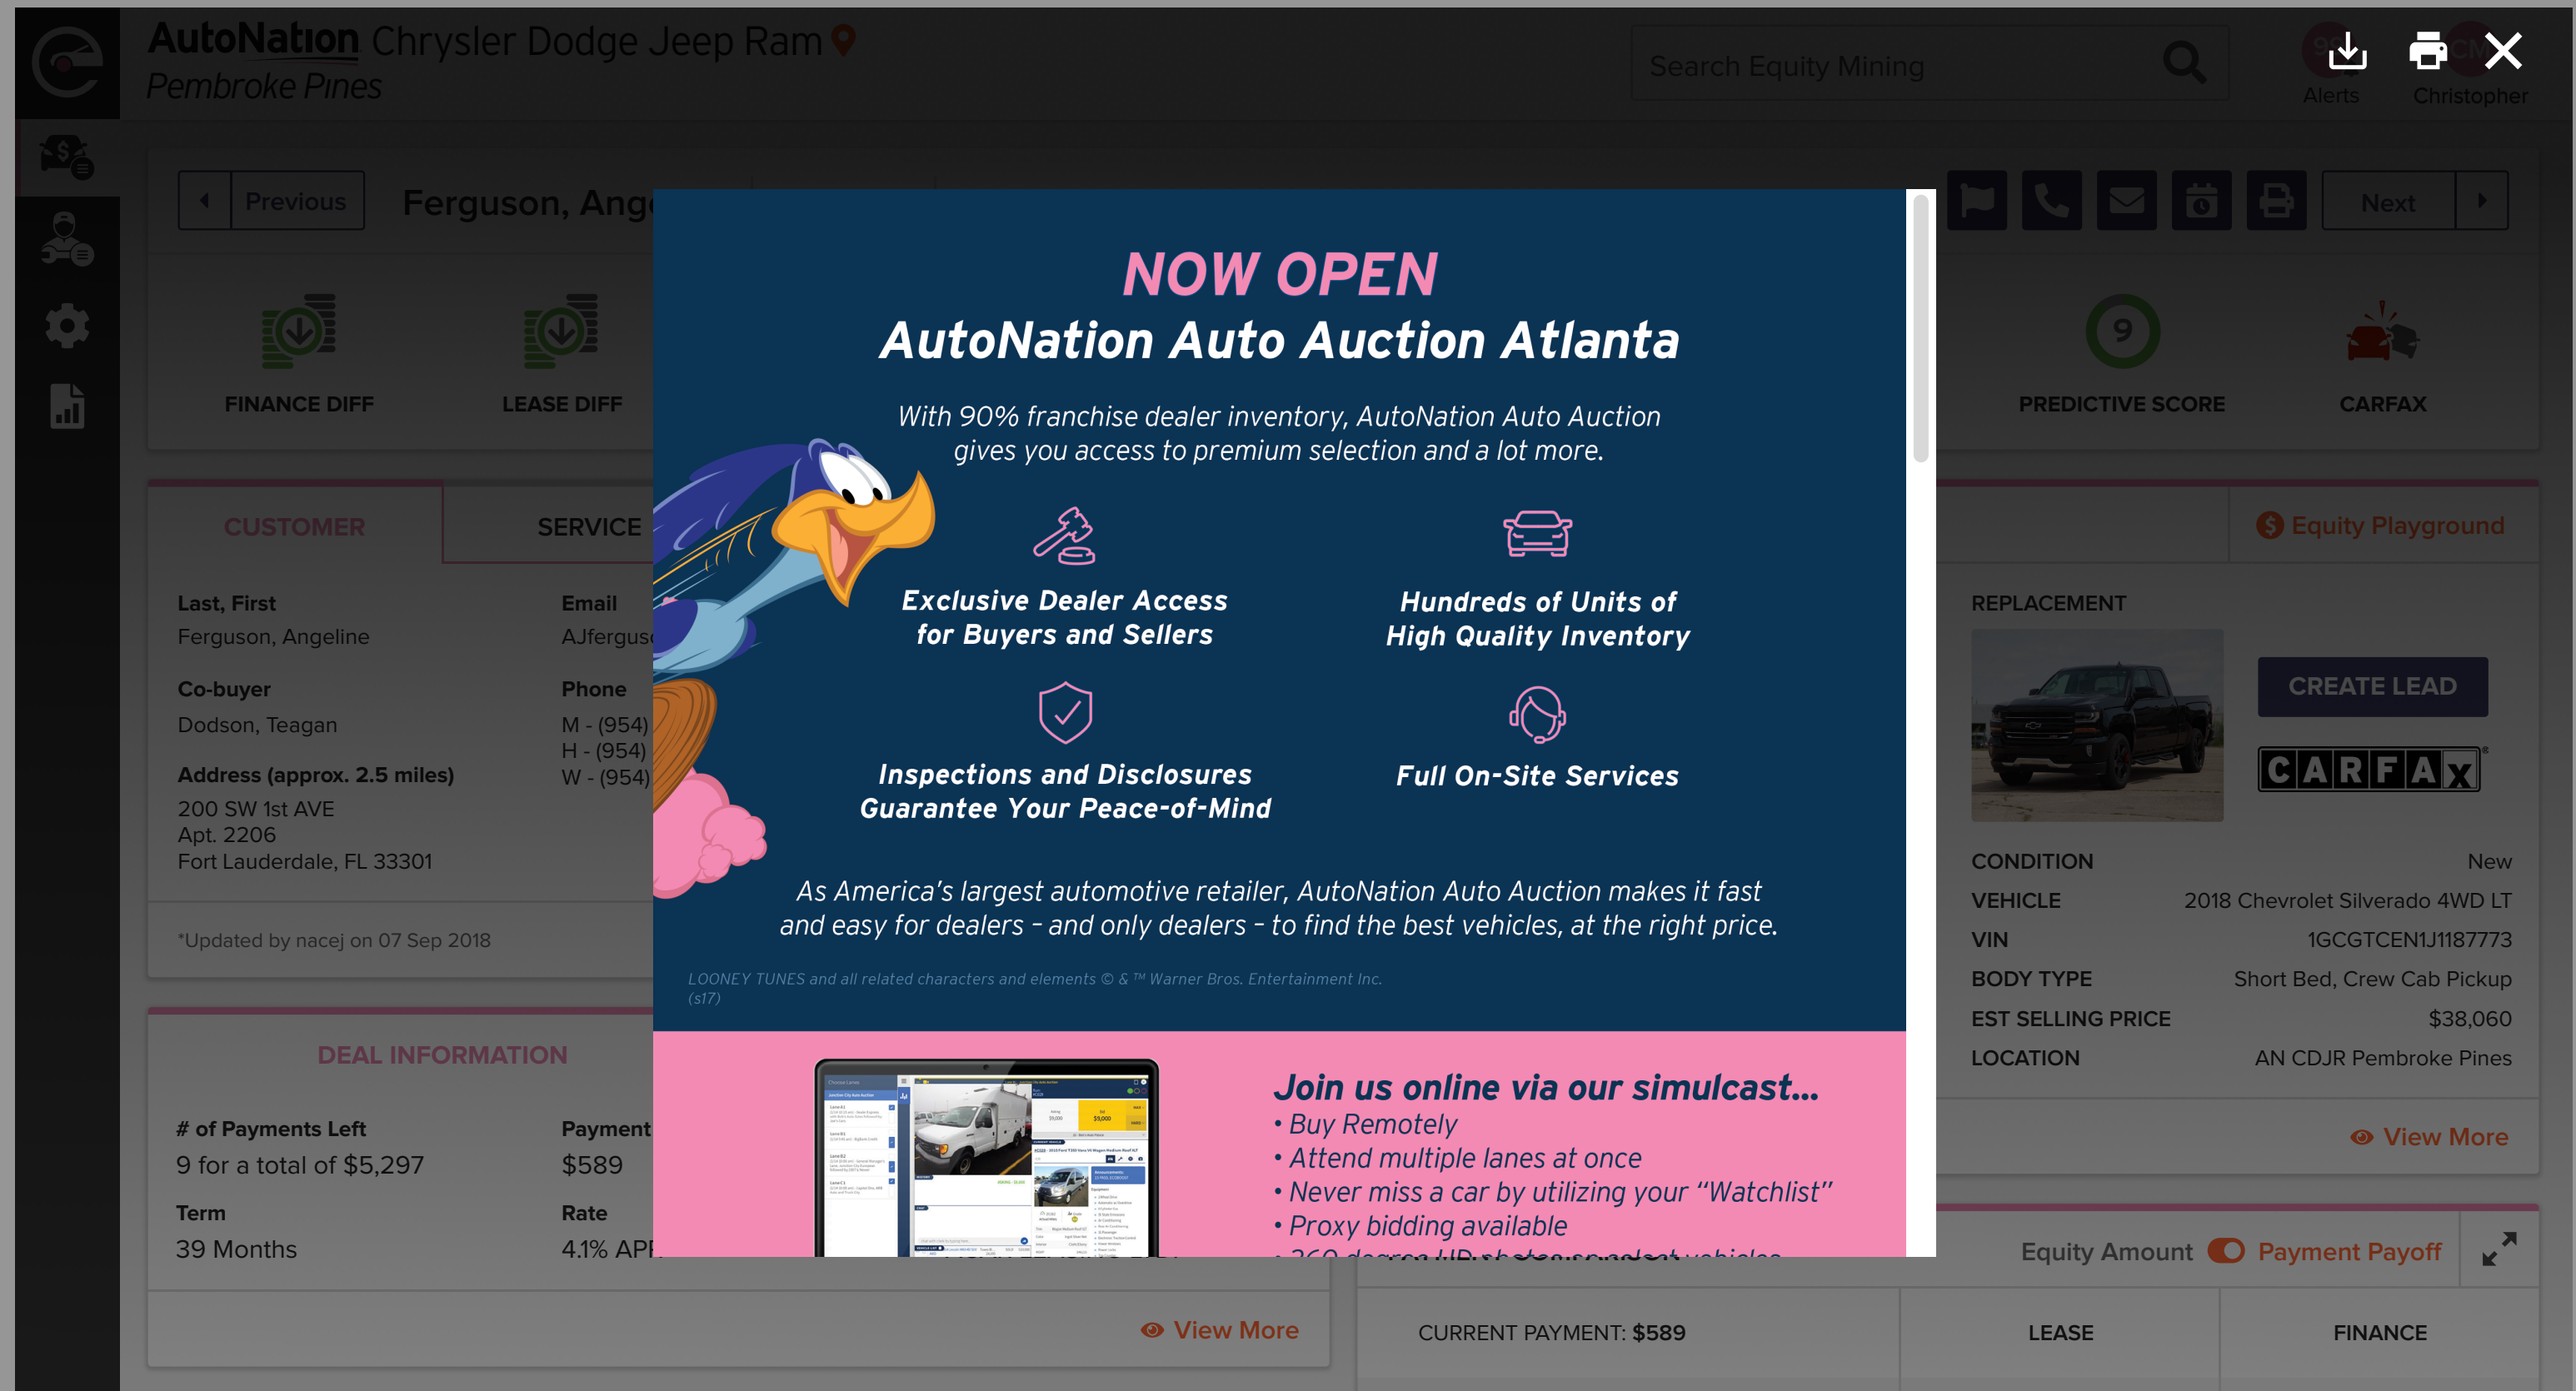 AutoNation Chrysler Dodge Jeep Ram
Pembroke Pines
Search Equity Mining
Alerts
CM
Christopher
Previous
Ferguson,
Next
FINANCE DIFF
LEASE DIFF
9
PREDICTIVE SCORE
CARFAX
CUSTOMER
SERVICE
Equity Playground
Last, First
Ferguson, Angeline
Email
Co-buyer
Dodson, Teagan
Phone
M - (954)
H - (954)
W - (954)
Address (approx. 2.5 miles)
200 SW 1st AVE
Apt. 2206
Fort Lauderdale, FL 33301
*Updated by nacej on 07 Sep 2018
NOW OPEN
AutoNation Auto Auction Atlanta
With 90% franchise dealer inventory, AutoNation Auto Auction
gives you access to premium selection and a lot more.
Exclusive Dealer Access
for Buyers and Sellers
Hundreds of Units of
High Quality Inventory
Inspections and Disclosures
Guarantee Your Peace-of-Mind
Full On-Site Services
As America's largest automotive retailer, AutoNation Auto Auction makes it fast
and easy for dealers – and only dealers – to find the best vehicles, at the right price.
LOONEY TUNES and all related characters and elements © & ™ Warner Bros. Entertainment Inc.
(s17)
Join us online via our simulcast...
• Buy Remotely
• Attend multiple lanes at once
• Never miss a car by utilizing your “Watchlist”
• Proxy bidding available
• 360 degree HD photos on select vehicles
REPLACEMENT
CREATE LEAD
CARFAX
CONDITION New
VEHICLE 2018 Chevrolet Silverado 4WD LT
VIN 1GCGTCEN1J1187773
BODY TYPE Short Bed, Crew Cab Pickup
EST SELLING PRICE $38,060
LOCATION AN CDJR Pembroke Pines
View More
DEAL INFORMATION
# of Payments Left
9 for a total of $5,297
Payment
$589
Term
39 Months
Rate
4.1%
View More
Equity Amount
Payment Payoff
CURRENT PAYMENT: $589
LEASE
FINANCE